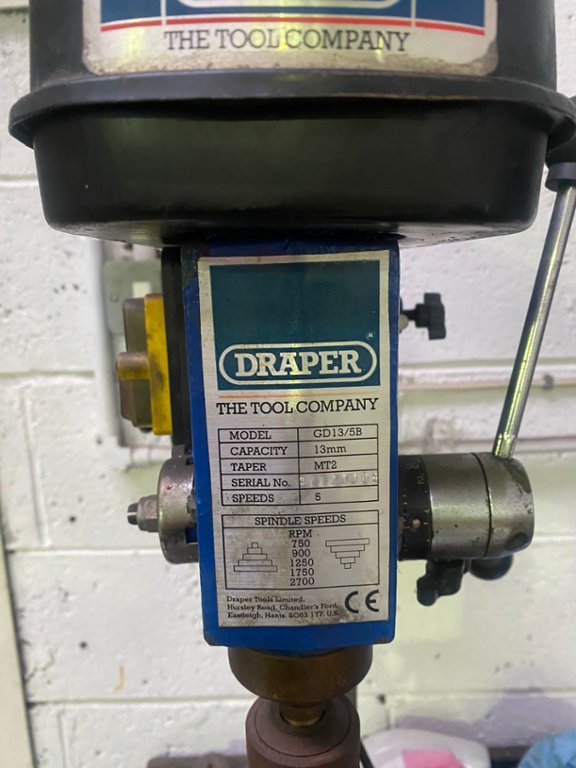 THE TOOL COMPANY
DRAPER
THE TOOL COMPANY
MODEL GD13/5B
CAPACITY 13mm
TAPER MT2
SERIAL No.
SPEEDS 5
SPINDLE SPEEDS
RPM
750
900
1250
1750
2700
Draper Tools Limited,
Hursley Road, Chandler's Ford,
Eastleigh, Hants. SO53 1YF. U.K.
CE